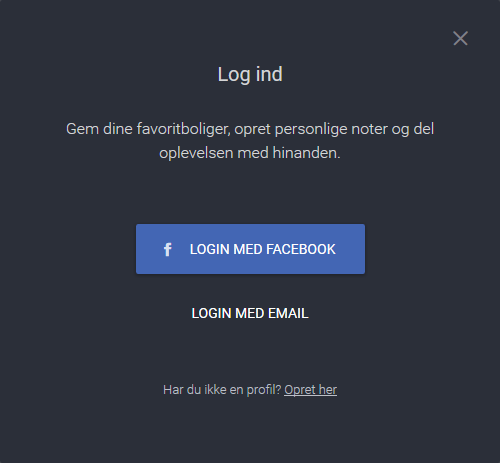 Log ind
Gem dine favoritboliger, opret personlige noter og del
oplevelsen med hinanden.
f LOGIN MED FACEBOOK
LOGIN MED EMAIL
Har du ikke en profil? Opret her